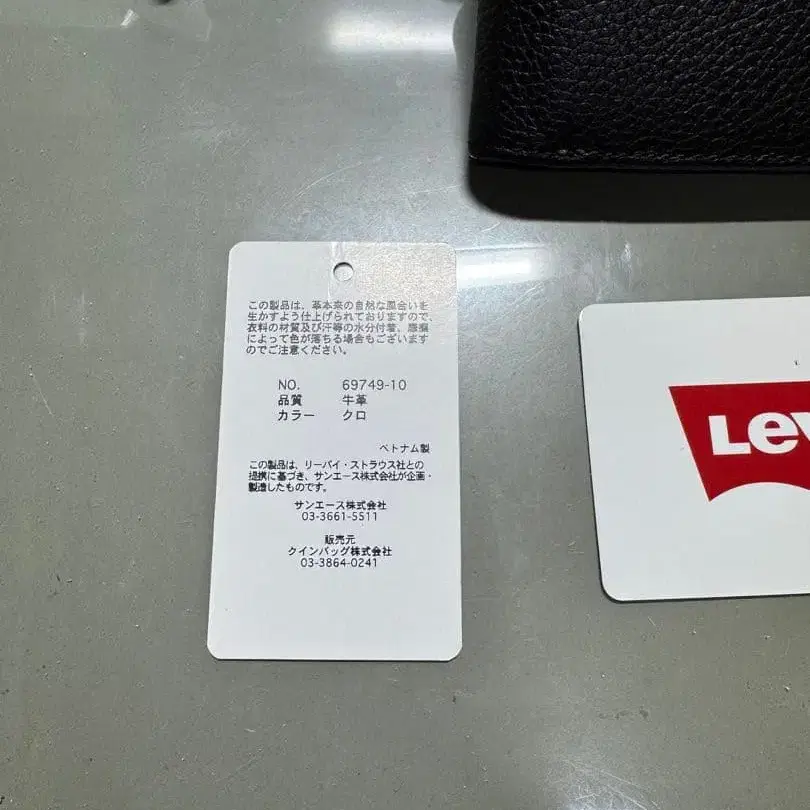 この製品は、革本来の自然な風合いを
生かすよう仕上げられておりますので、
衣料の材質及び汗等の水分付着、摩擦
によって色が落ちる場合もございます
のでご注意ください。
NO. 69749-10
品質 牛革
カラー クロ
ベトナム製
この製品は、リーバイ・ストラウス社との
提携に基づき、サンエース株式会社が企画・
製造したものです。
サンエース株式会社
03-3661-5511
販売元
クインバッグ株式会社
03-3864-0241
Lev